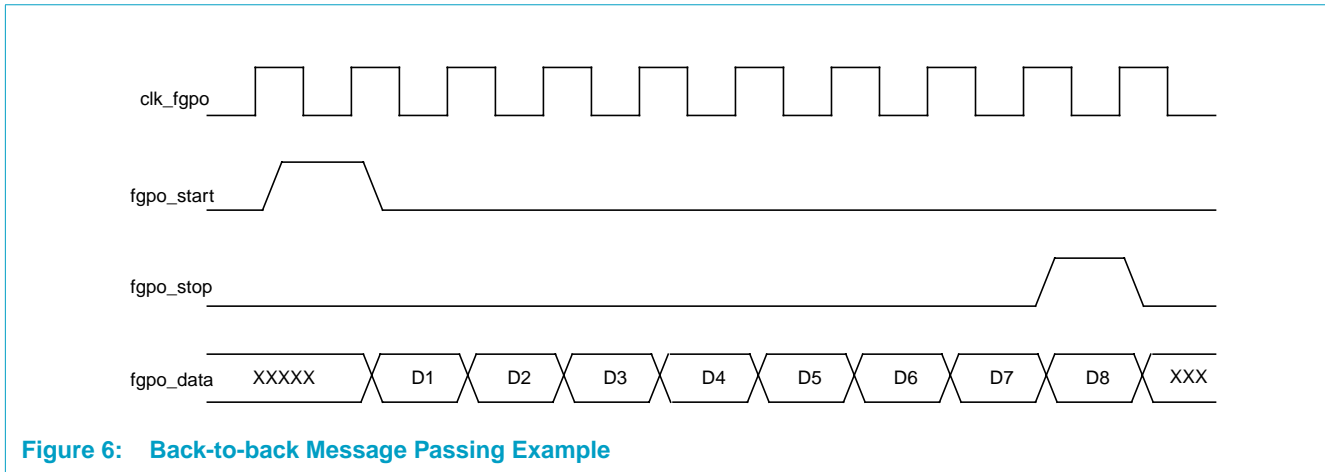 clk_fgpo
fgpo_start
fgpo_stop
fgpo_data XXXXX D1 D2 D3 D4 D5 D6 D7 D8 XXX
Figure 6: Back-to-back Message Passing Example